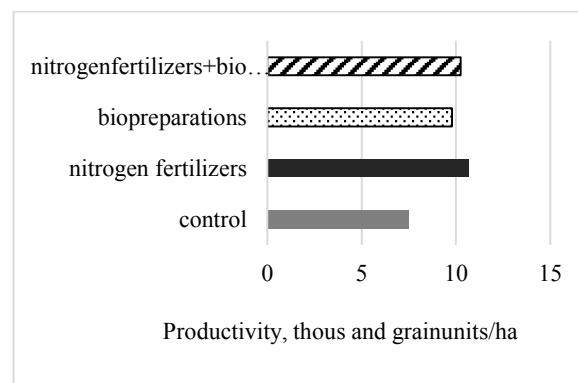 nitrogenfertilizers+bio…
biopreparations
nitrogen fertilizers
control
0 5 10 15
Productivity, thous and grainunits/ha